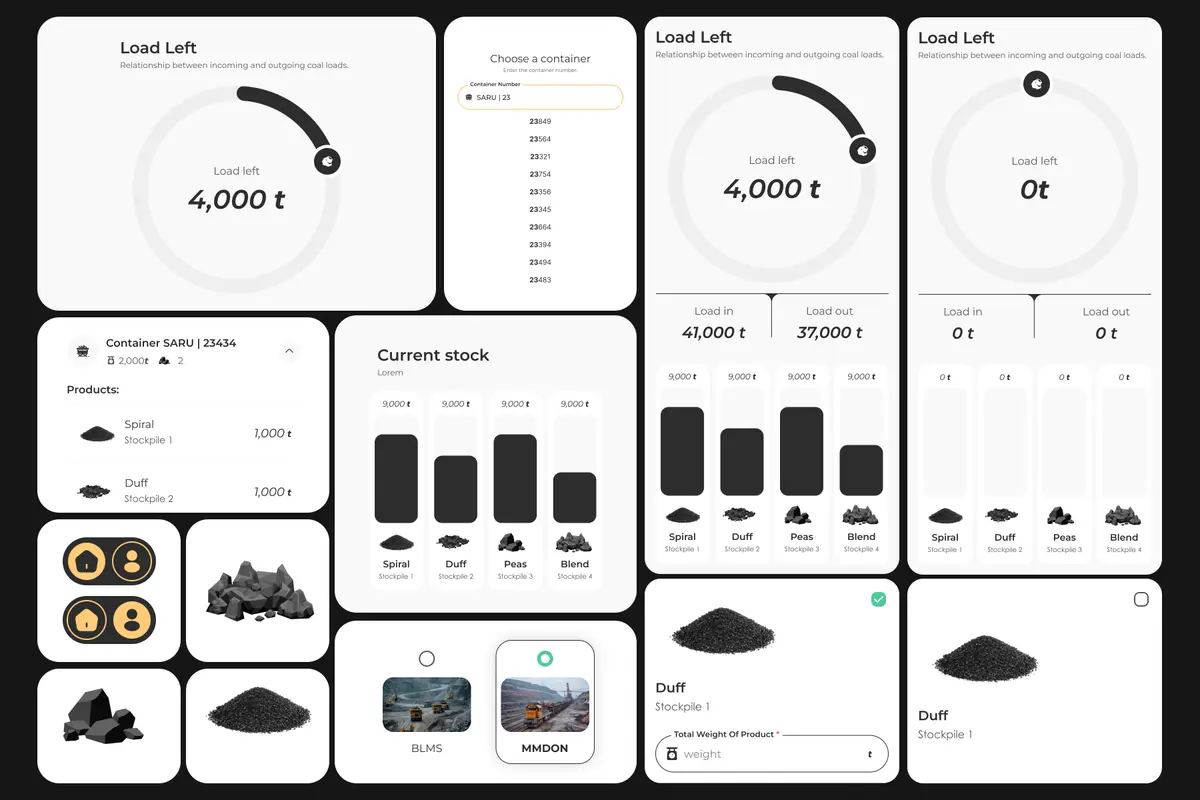 Load Left
Relationship between incoming and outgoing coal loads.
Load left
4,000 t
Choose a container
Enter the container number.
Container Number
SARU | 23
23849
23564
23321
23754
23356
23345
23664
23394
23494
23483
Load Left
Relationship between incoming and outgoing coal loads.
Load left
4,000 t
Load in
Load out
41,000 t
37,000 t
9,000 t
9,000 t
9,000 t
9,000 t
Spiral
Duff
Peas
Blend
Stockpile 1
Stockpile 2
Stockpile 3
Stockpile 4
Load Left
Relationship between incoming and outgoing coal loads.
Load left
0t
Load in
Load out
0 t
0 t
0 t
0 t
0 t
0 t
Spiral
Duff
Peas
Blend
Stockpile 1
Stockpile 2
Stockpile 3
Stockpile 4
Container SARU | 23434
2,000t
2
Products:
Spiral
Stockpile 1
1,000 t
Duff
Stockpile 2
1,000 t
Current stock
Lorem
9,000 t
9,000 t
9,000 t
9,000 t
Spiral
Duff
Peas
Blend
Stockpile 1
Stockpile 2
Stockpile 3
Stockpile 4
BLMS
MMDON
Duff
Stockpile 1
Total Weight Of Product *
weight
t
Duff
Stockpile 1